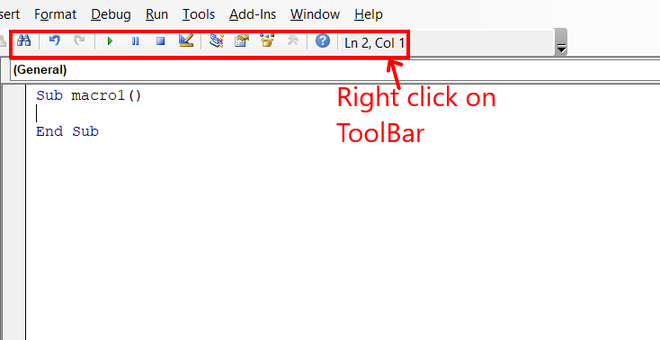 sert Format Debug Run Tools Add-Ins Window Help
Ln 2, Col 1
(General)
Sub macro1()
End Sub
Right click on
ToolBar